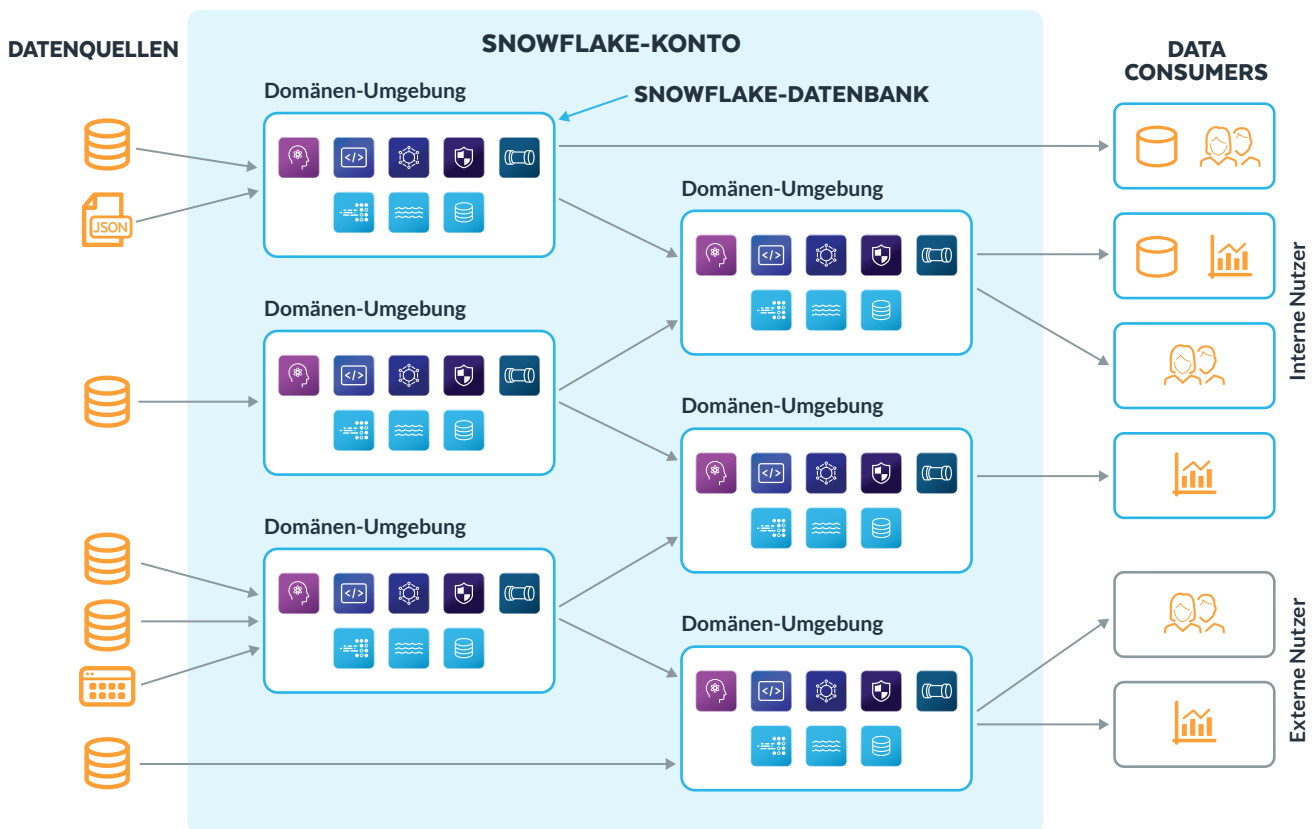 DATENQUELLEN
SNOWFLAKE-KONTO
DATA
CONSUMERS
Domänen-Umgebung
SNOWFLAKE-DATENBANK
</>
JSON
Domänen-Umgebung
</>
Domänen-Umgebung
</>
Domänen-Umgebung
</>
Domänen-Umgebung
</>
Domänen-Umgebung
</>
Interne Nutzer
Externe Nutzer